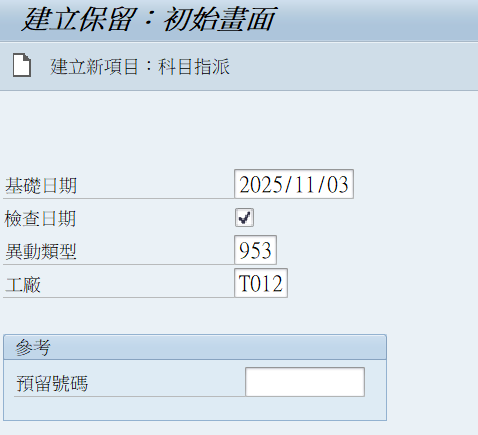 建立保留：初始畫面
建立新項目：科目指派
基礎日期 2025/11/03
檢查日期
異動類型 953
工廠 T012
參考
預留號碼